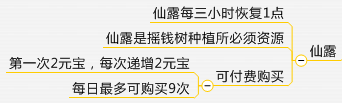 仙露每三小时恢复1点
仙露是摇钱树种植所必须资源
仙露
第一次2元宝，每次递增2元宝
可付费购买
每日最多可购买9次